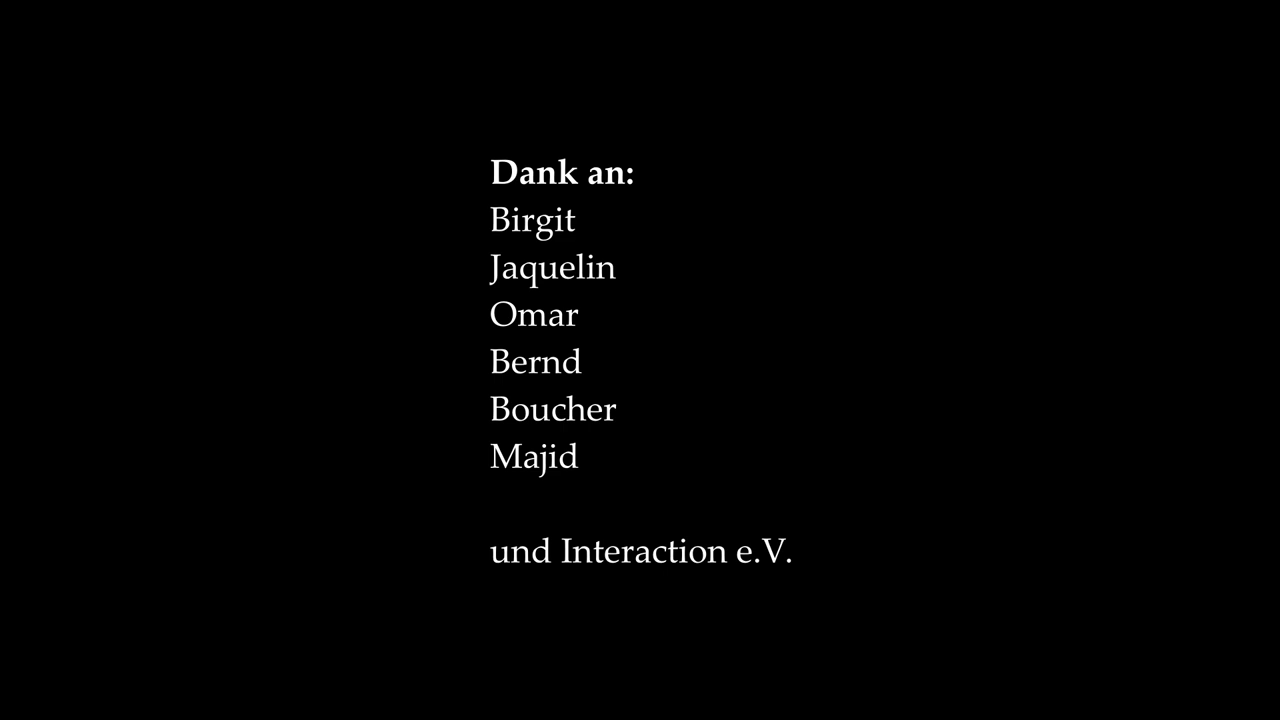 Dank an:
Birgit
Jaquelin
Omar
Bernd
Boucher
Majid
und Interaction e.V.